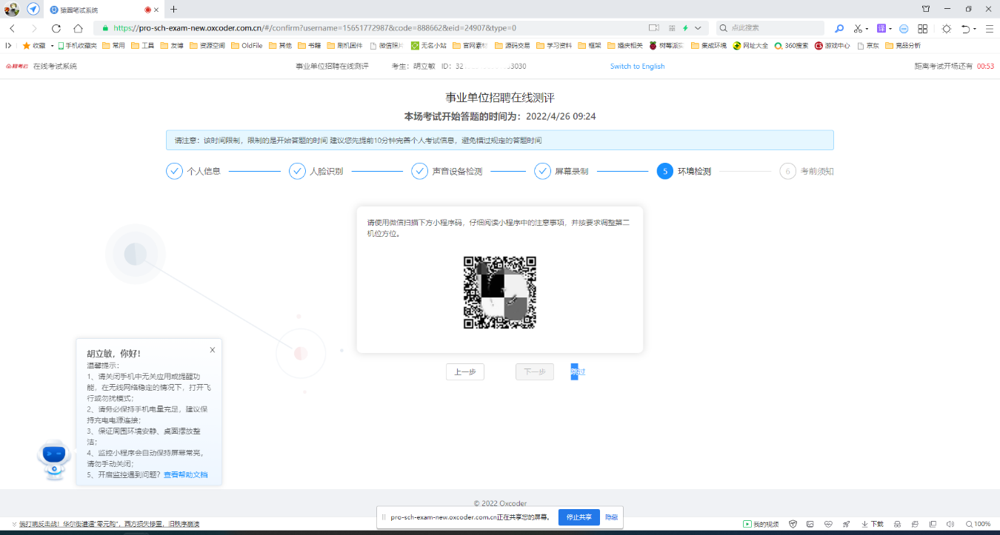 猿圈笔试系统
https://pro-sch-exam-new.oxcoder.com.cn/#/confirm?username=15651772987&code=888662&eid=24907&type=0
点此搜索
收藏 手机收藏夹 常用 工具 友博 资源空间 OldFile 其他 书籍 刷机固件 微信照片 无名小站 官网素材 源码交易 学习资料 框架 婚庆相关 树莓派实 集成环境 网址大全 360搜索 游戏中心 京东 竞品分析
在线考试系统 事业单位招聘在线测评 考生：胡立敏 Switch to English 距离考试开场还有 00:53
事业单位招聘在线测评
本场考试开始答题的时间为：2022/4/26 09:24
请注意：该时间限制，限制的是开始答题的时间 建议您先提前10分钟完善个人考试信息，避免错过规定的答题时间
个人信息 人脸识别 声音设备检测 屏幕录制 5 环境检测 6 考前须知
请使用微信扫描下方小程序码，仔细阅读小程序中的注意事项，并按要求调整第二
机位方位。
上一步 下一步 跳过
胡立敏，你好！
温馨提示：
1、请关闭手机中无关应用或提醒功
能，在无线网络稳定的情况下，打开飞
行或勿扰模式；
2、请务必保持手机电量充足，建议保
持充电电源连接；
3、保证周围环境安静、桌面摆放整
洁；
4、监控小程序会自动保持屏幕常亮，
请勿手动关闭；
5、开启监控遇到问题？查看帮助文档
© 2022 Oxcoder
pro-sch-exam-new.oxcoder.com.cn正在共享您的屏幕。 停止共享 隐藏
俄打响反击战！华尔街遭遇"零元购"，西方损失惨重，旧秩序崩溃
我的视频 下载 100%